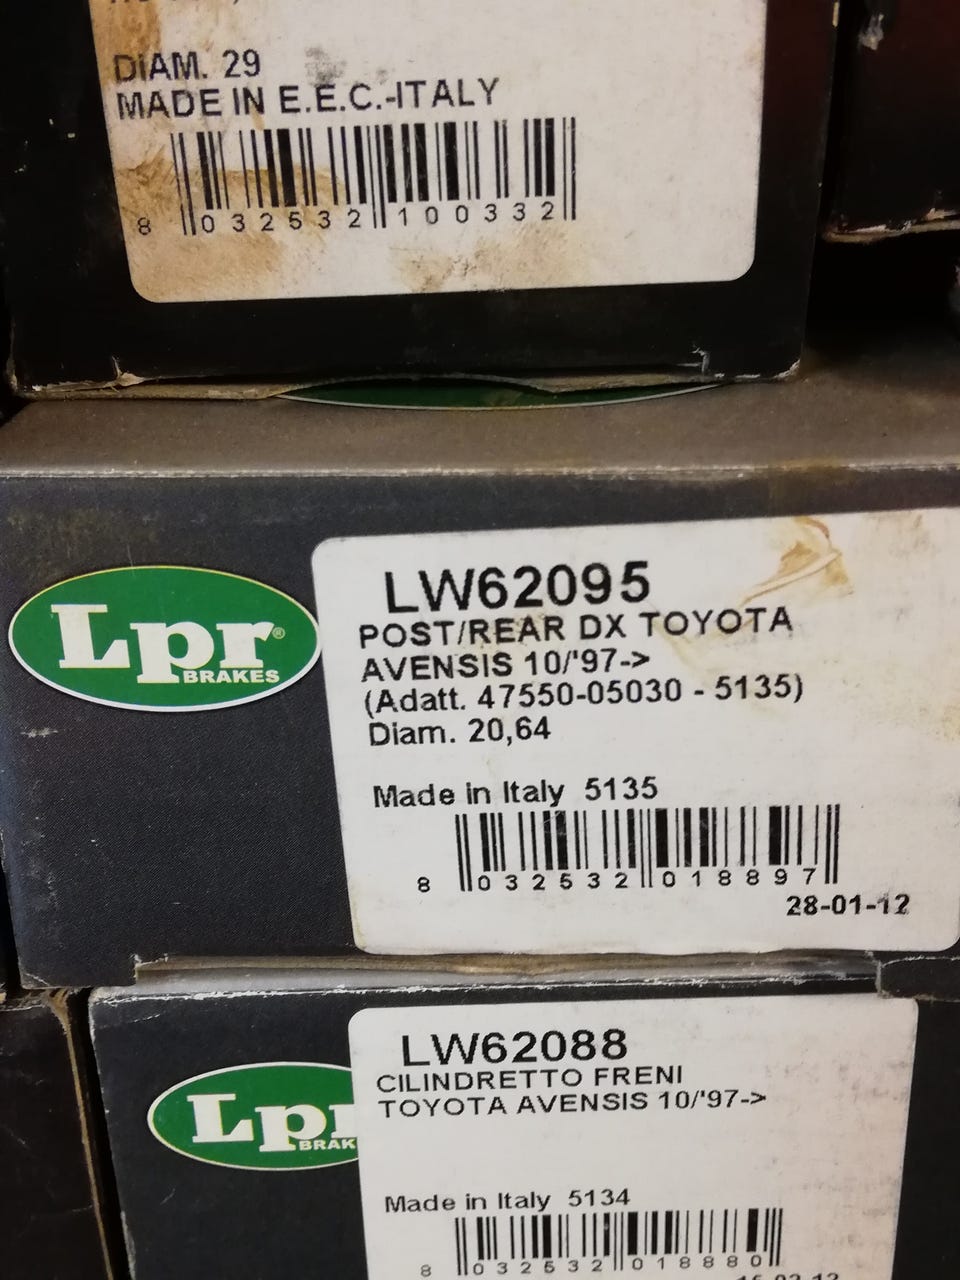 DIAM. 29
MADE IN E.E.C.-ITALY
8 032532 100332
Lpr®
BRAKES
LW62095
POST/REAR DX TOYOTA
AVENSIS 10/'97->
(Adatt. 47550-05030 - 5135)
Diam. 20,64
Made in Italy 5135
8 032532 018897
28-01-12
Lpr
BRAK
LW62088
CILINDRETTO FRENI
TOYOTA AVENSIS 10/'97->
Made in Italy 5134
8 032532 018880